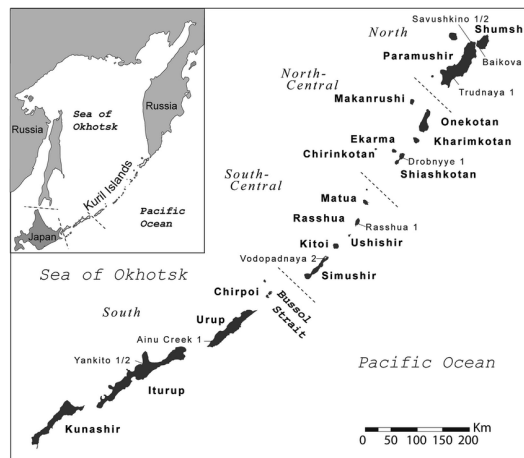 Savushkino 1/2
North
Shumsh
Paramushir
Baikova
Trudnaya 1
North-
Central
Makanrushi
Onekotan
Kharimkotan
Ekarma
Chirinkotan
Drobnyye 1
Shiashkotan
South-
Central
Matua
Rasshua
Rasshua 1
Ushishir
Kitoi
Vodopadnaya 2
Simushir
Sea of Okhotsk
Chirpoi
Bussol
Strait
South
Urup
Ainu Creek 1
Yankito 1/2
Iturup
Kunashir
Pacific Ocean
Km
0 50 100 150 200
Russia
Sea of
Okhotsk
Russia
Kuril Islands
Pacific
Ocean
Japan